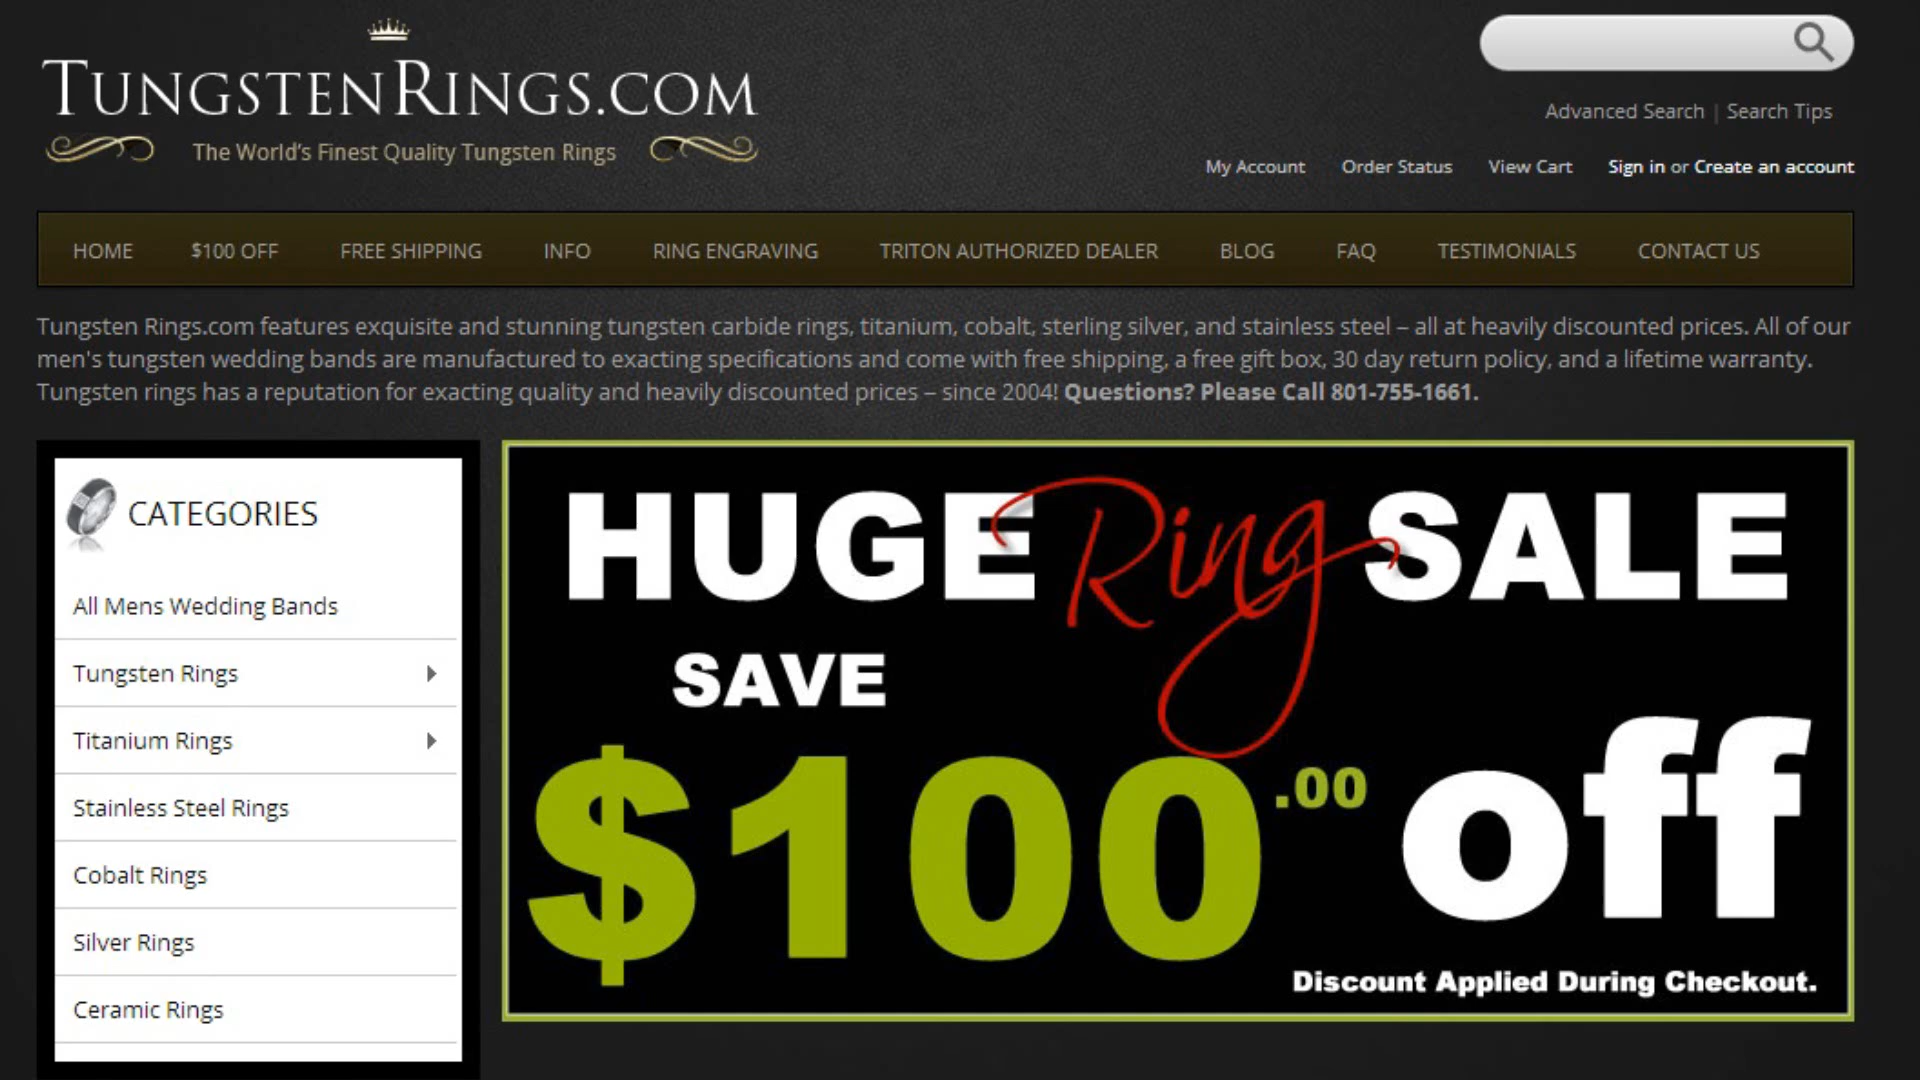 TUNGSTENRINGS.COM
The World's Finest Quality Tungsten Rings
Advanced Search | Search Tips
My Account Order Status View Cart Sign in or Create an account
HOME $100 OFF FREE SHIPPING INFO RING ENGRAVING TRITON AUTHORIZED DEALER BLOG FAQ TESTIMONIALS CONTACT US
Tungsten Rings.com features exquisite and stunning tungsten carbide rings, titanium, cobalt, sterling silver, and stainless steel – all at heavily discounted prices. All of our
men's tungsten wedding bands are manufactured to exacting specifications and come with free shipping, a free gift box, 30 day return policy, and a lifetime warranty.
Tungsten rings has a reputation for exacting quality and heavily discounted prices – since 2004! Questions? Please Call 801-755-1661.
CATEGORIES
All Mens Wedding Bands
Tungsten Rings
Titanium Rings
Stainless Steel Rings
Cobalt Rings
Silver Rings
Ceramic Rings
HUGE Ring SALE
SAVE
$100.00 off
Discount Applied During Checkout.